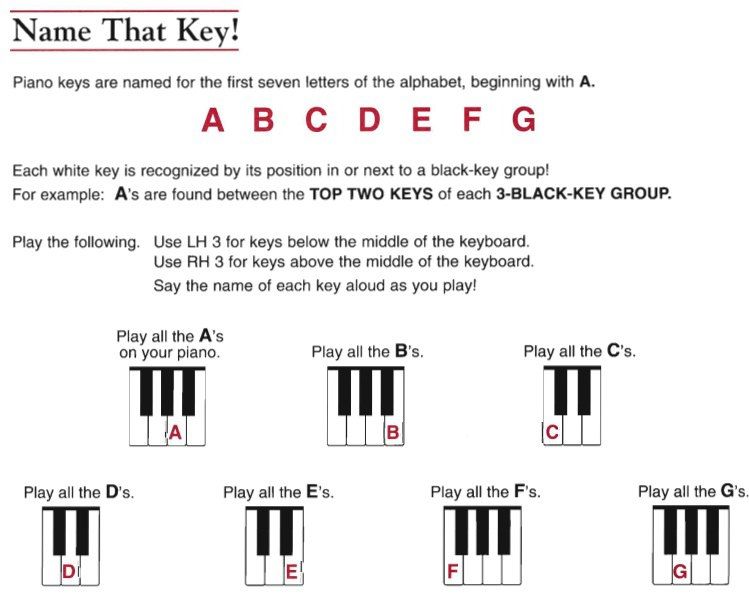 Name That Key!
Piano keys are named for the first seven letters of the alphabet, beginning with A.
A B C D E F G
Each white key is recognized by its position in or next to a black-key group!
For example: A's are found between the TOP TWO KEYS of each 3-BLACK-KEY GROUP.
Play the following. Use LH 3 for keys below the middle of the keyboard.
Use RH 3 for keys above the middle of the keyboard.
Say the name of each key aloud as you play!
Play all the A's
on your piano.
A
Play all the B's.
B
Play all the C's.
C
Play all the D's.
D
Play all the E's.
E
Play all the F's.
F
Play all the G's.
G